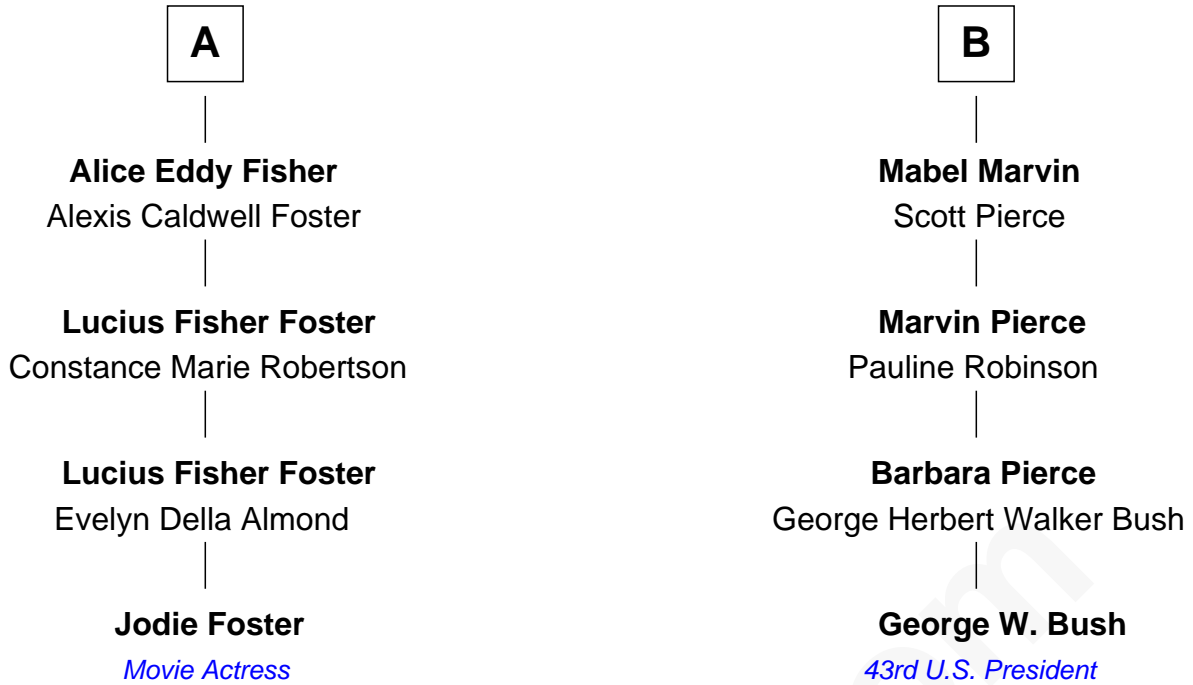 A
Alice Eddy Fisher
Alexis Caldwell Foster
Lucius Fisher Foster
Constance Marie Robertson
Lucius Fisher Foster
Evelyn Della Almond
Jodie Foster
Movie Actress
B
Mabel Marvin
Scott Pierce
Marvin Pierce
Pauline Robinson
Barbara Pierce
George Herbert Walker Bush
George W. Bush
43rd U.S. President